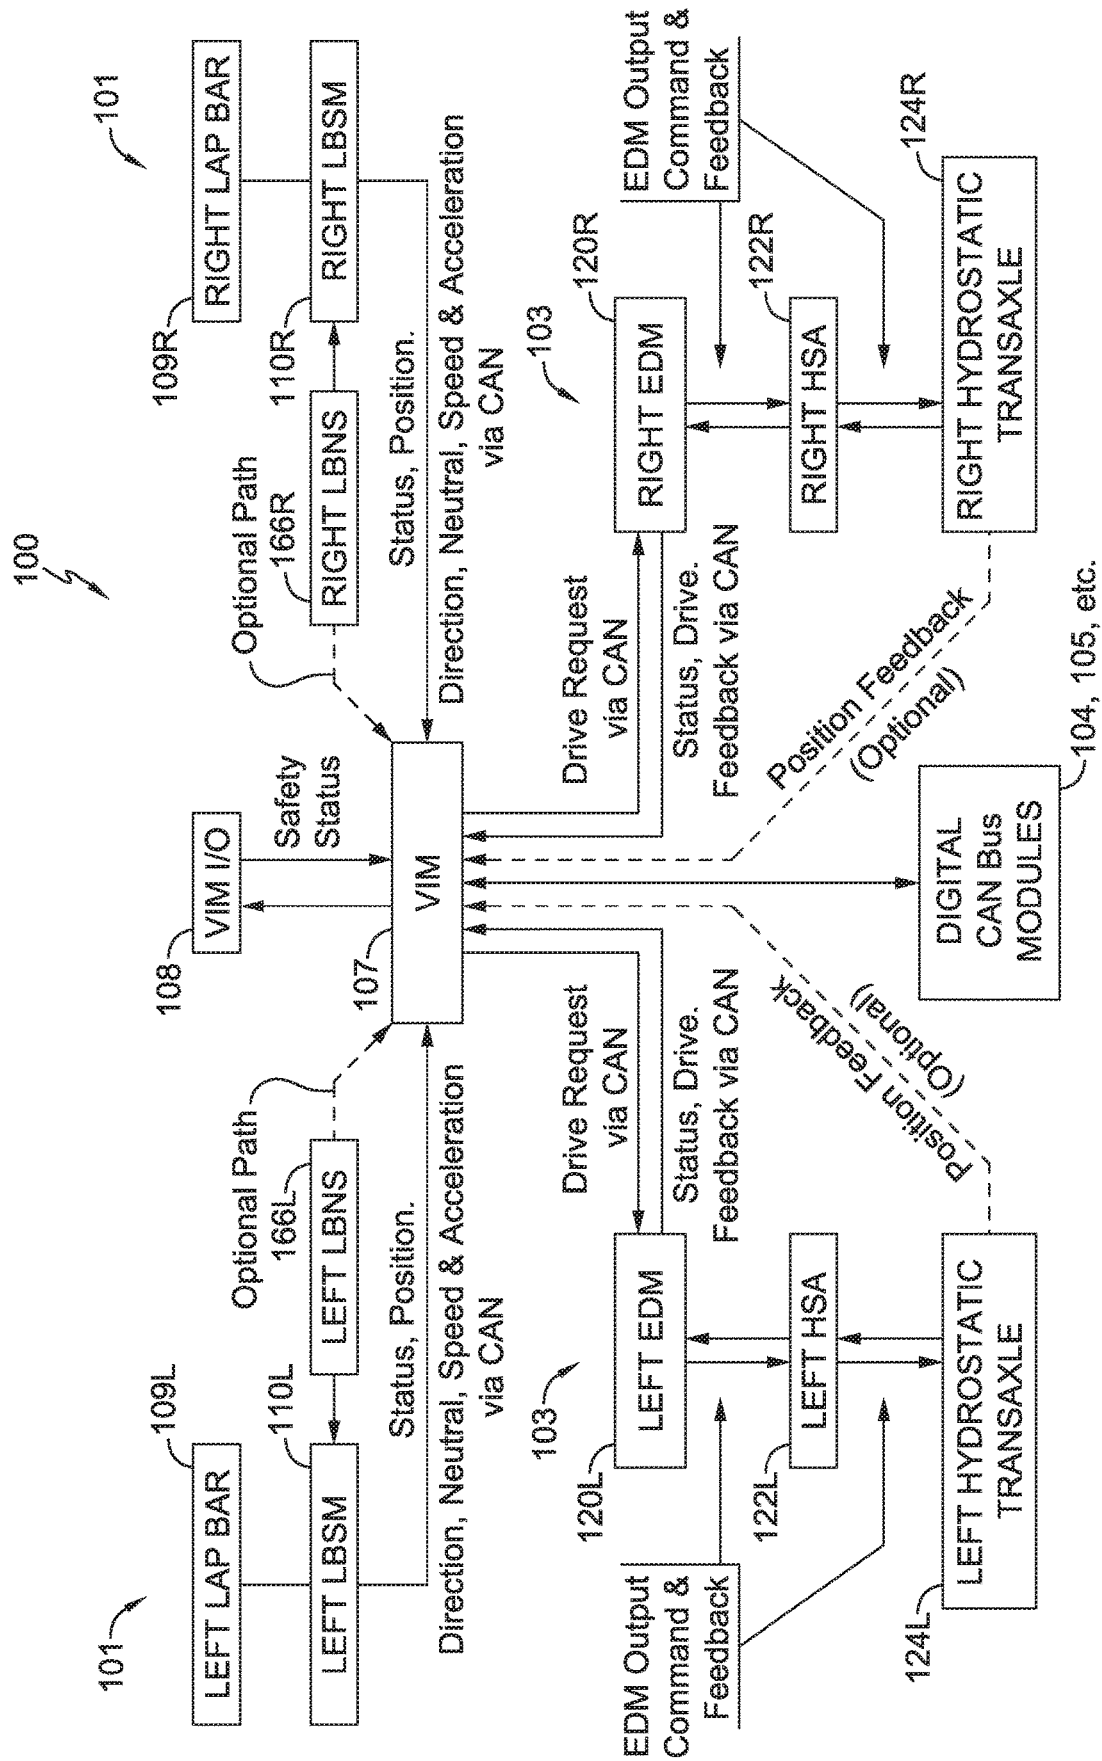 100
101
109L
LEFT LAP BAR
110L
LEFT LBSM
Optional Path
166L
LEFT LBNS
Status, Position.
Direction, Neutral, Speed & Acceleration
via CAN
108
VIM I/O
Safety
Status
107
VIM
101
109R
RIGHT LAP BAR
110R
RIGHT LBSM
Optional Path
166R
RIGHT LBNS
Status, Position.
Direction, Neutral, Speed & Acceleration
via CAN
103
120L
LEFT EDM
Drive Request
via CAN
Status, Drive.
Feedback via CAN
EDM Output
Command &
Feedback
122L
LEFT HSA
124L
LEFT HYDROSTATIC
TRANSAXLE
Position Feedback
(Optional)
103
120R
RIGHT EDM
Drive Request
via CAN
Status, Drive.
Feedback via CAN
EDM Output
Command &
Feedback
122R
RIGHT HSA
124R
RIGHT HYDROSTATIC
TRANSAXLE
Position Feedback
(Optional)
DIGITAL
CAN Bus
MODULES
104, 105, etc.